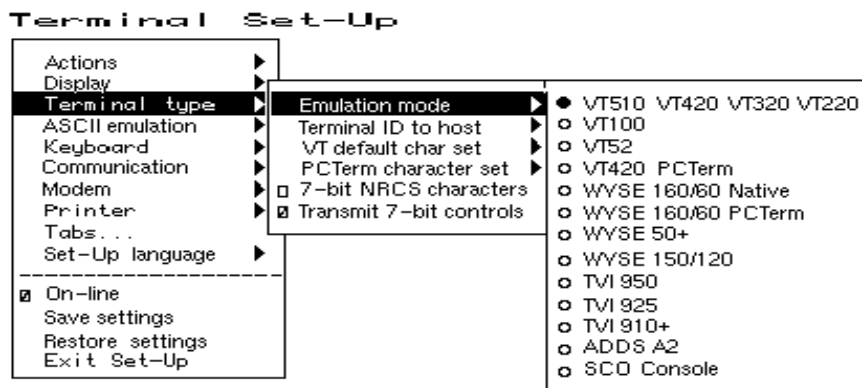 Terminal Set-Up
Actions
Display
Terminal type
ASCII emulation
Keyboard
Communication
Modem
Printer
Tabs...
Set-Up language
On-line
Save settings
Restore settings
Exit Set-Up
Emulation mode
Terminal ID to host
VT default char set
PCTerm character set
7-bit NRCS characters
Transmit 7-bit controls
VT510 VT420 VT320 VT220
VT100
VT52
VT420 PCTerm
WYSE 160/60 Native
WYSE 160/60 PCTerm
WYSE 50+
WYSE 150/120
TVI 950
TVI 925
TVI 910+
ADDS A2
SCO Console